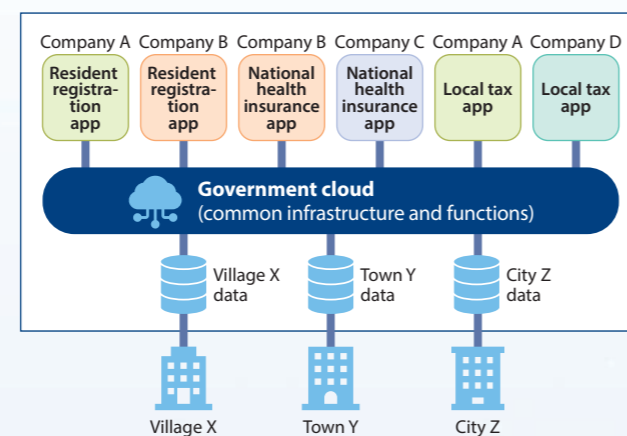 Company A
Company B
Company B
Company C
Company A
Company D
Resident
registra-
tion
app
Resident
registra-
tion
app
National
health
insurance
app
National
health
insurance
app
Local tax
app
Local tax
app
Government cloud
(common infrastructure and functions)
Village X
data
Town Y
data
City Z
data
Village X
Town Y
City Z